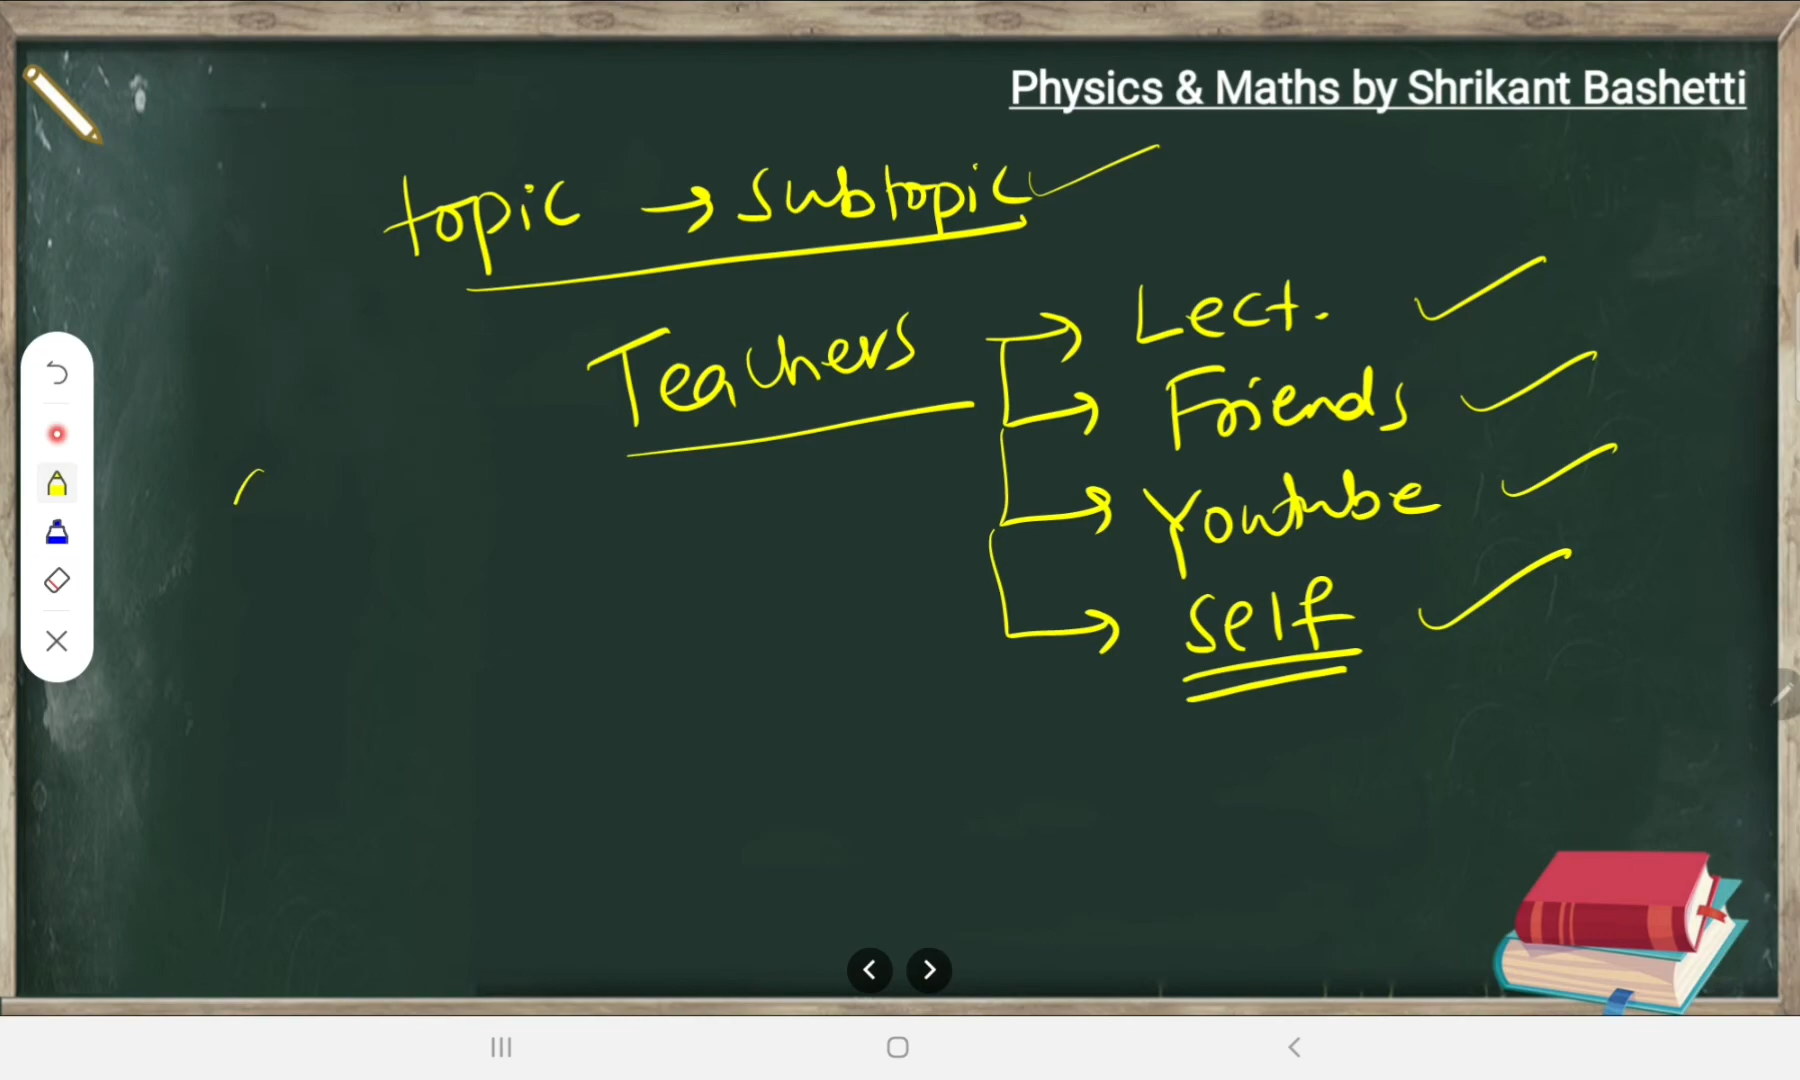 Physics & Maths by Shrikant Bashetti
topic → subtopic ✓
Teachers → Lect. ✓
→ Friends ✓
→ Youtube ✓
→ self ✓